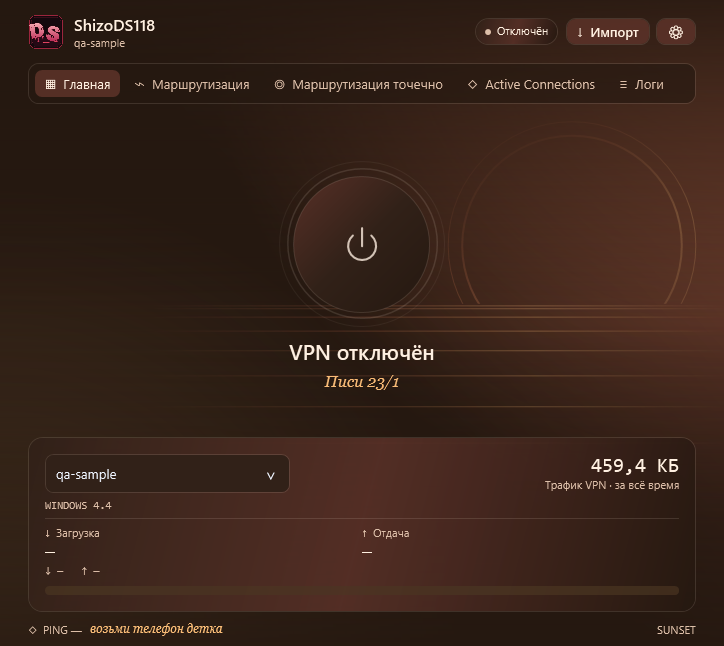 DS
ShizoDS118
qa-sample
Отключён
↓ Импорт
Главная
Маршрутизация
Маршрутизация точечно
Active Connections
Логи
VPN отключён
Писи 23/1
qa-sample
459,4 КБ
Трафик VPN · за всё время
WINDOWS 4.4
↓ Загрузка
↑ Отдача
—
—
↓ — ↑ —
PING — возьми телефон детка
SUNSET